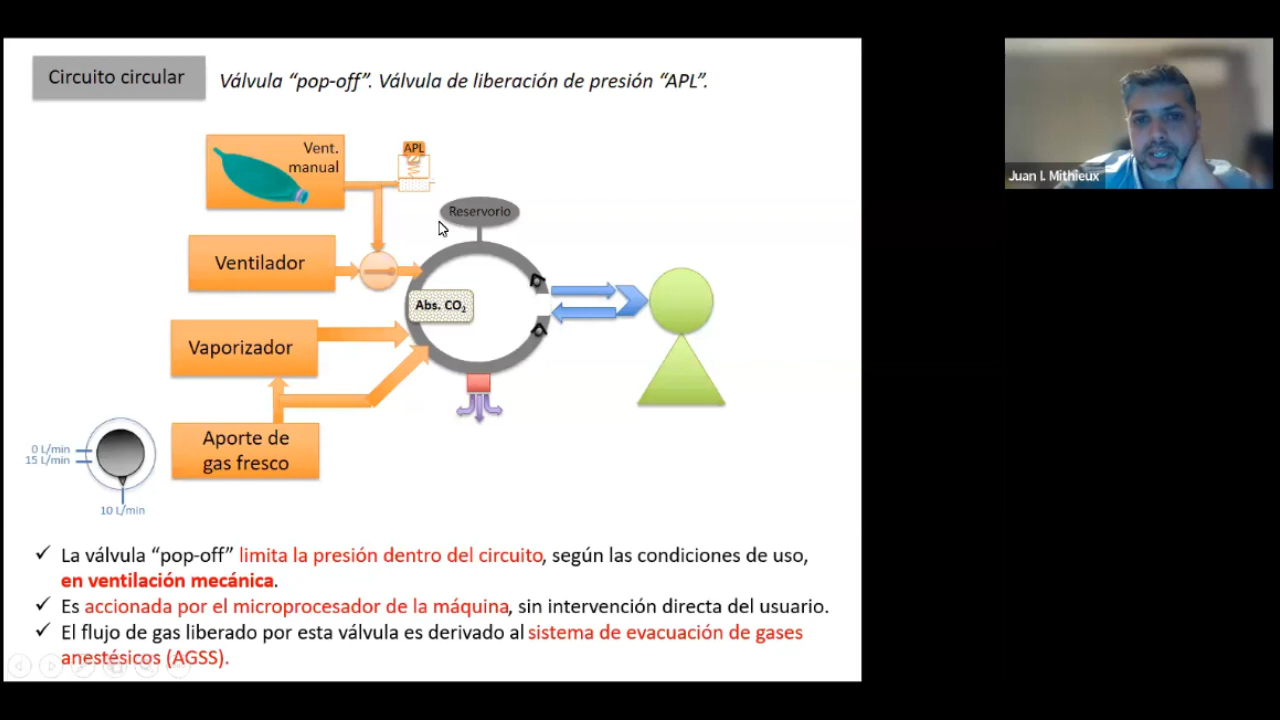 Circuito circular
Válvula “pop-off”. Válvula de liberación de presión “APL”.
Vent.
manual
APL
Reservorio
Ventilador
Abs. CO₂
Vaporizador
Aporte de
gas fresco
0 L/min
15 L/min
10 L/min
✓ La válvula “pop-off” limita la presión dentro del circuito, según las condiciones de uso,
en ventilación mecánica.
✓ Es accionada por el microprocesador de la máquina, sin intervención directa del usuario.
✓ El flujo de gas liberado por esta válvula es derivado al sistema de evacuación de gases
anestésicos (AGSS).
Juan I. Mithieux